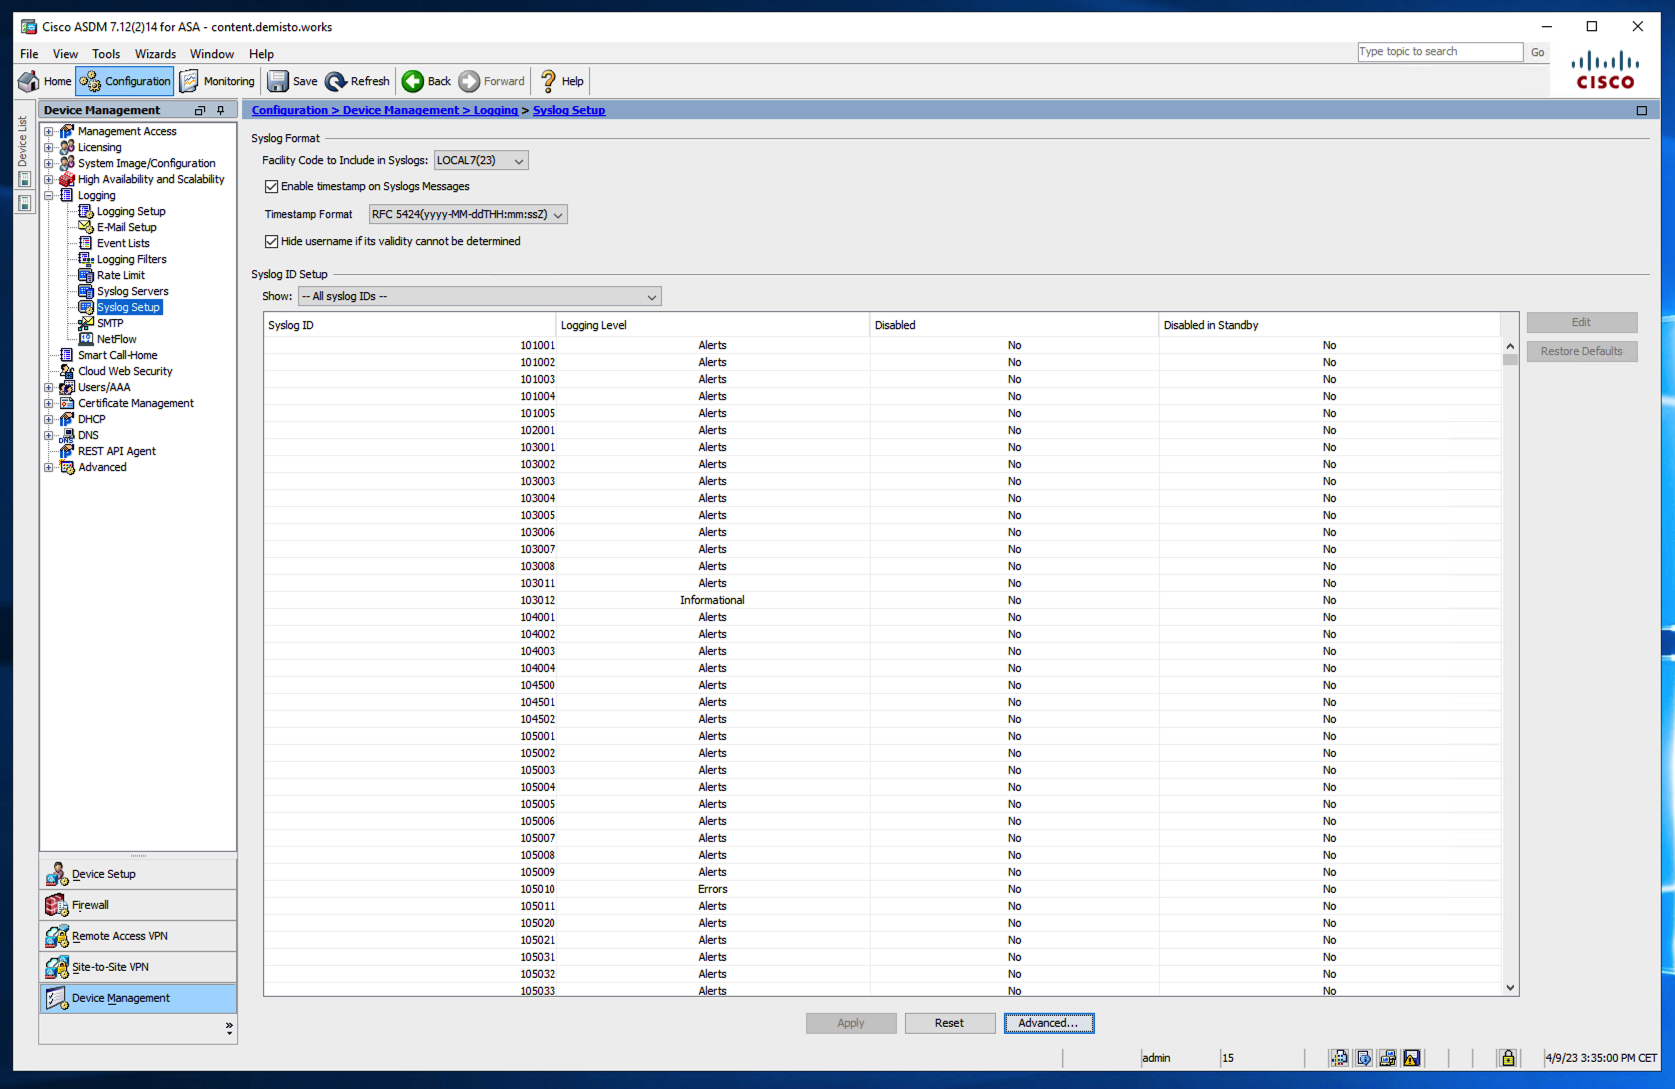 Cisco ASDM 7.12(2)14 for ASA - content.demisto.works
File View Tools Wizards Window Help
Type topic to search Go
Home Configuration Monitoring Save Refresh Back Forward Help
CISCO
Device List
Device Management
Management Access
Licensing
System Image/Configuration
High Availability and Scalability
Logging
Logging Setup
E-Mail Setup
Event Lists
Logging Filters
Rate Limit
Syslog Servers
Syslog Setup
SMTP
NetFlow
Smart Call-Home
Cloud Web Security
Users/AAA
Certificate Management
DHCP
DNS
REST API Agent
Advanced
Device Setup
Firewall
Remote Access VPN
Site-to-Site VPN
Device Management
Configuration > Device Management > Logging > Syslog Setup
Syslog Format
Facility Code to Include in Syslogs: LOCAL7(23)
Enable timestamp on Syslogs Messages
Timestamp Format RFC 5424(yyyy-MM-ddTHH:mm:ssZ)
Hide username if its validity cannot be determined
Syslog ID Setup
Show: -- All syslog IDs --
Syslog ID Logging Level Disabled Disabled in Standby
101001 Alerts No No
101002 Alerts No No
101003 Alerts No No
101004 Alerts No No
101005 Alerts No No
102001 Alerts No No
103001 Alerts No No
103002 Alerts No No
103003 Alerts No No
103004 Alerts No No
103005 Alerts No No
103006 Alerts No No
103007 Alerts No No
103008 Alerts No No
103011 Alerts No No
103012 Informational No No
104001 Alerts No No
104002 Alerts No No
104003 Alerts No No
104004 Alerts No No
104500 Alerts No No
104501 Alerts No No
104502 Alerts No No
105001 Alerts No No
105002 Alerts No No
105003 Alerts No No
105004 Alerts No No
105005 Alerts No No
105006 Alerts No No
105007 Alerts No No
105008 Alerts No No
105009 Alerts No No
105010 Errors No No
105011 Alerts No No
105020 Alerts No No
105021 Alerts No No
105031 Alerts No No
105032 Alerts No No
105033 Alerts No No
Edit
Restore Defaults
Apply Reset Advanced...
admin 15 4/9/23 3:35:00 PM CET